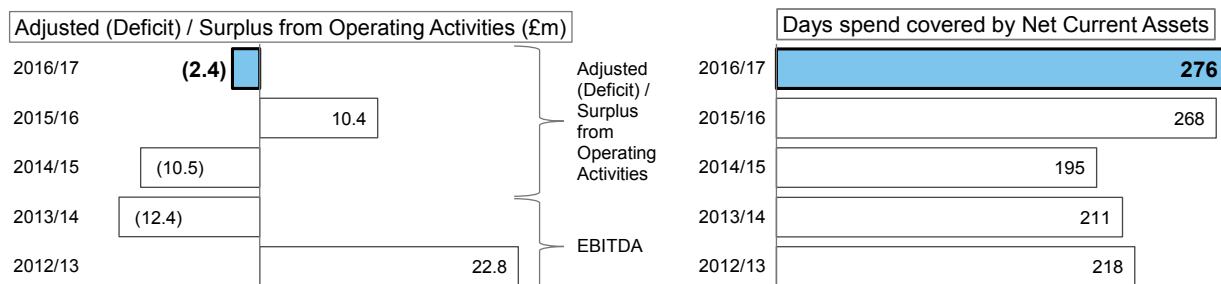 Adjusted (Deficit) / Surplus from Operating Activities (£m)
2016/17 (2.4)
2015/16 10.4
2014/15 (10.5)
2013/14 (12.4)
2012/13 22.8
Adjusted
(Deficit) /
Surplus
from
Operating
Activities
EBITDA
Days spend covered by Net Current Assets
2016/17 276
2015/16 268
2014/15 195
2013/14 211
2012/13 218